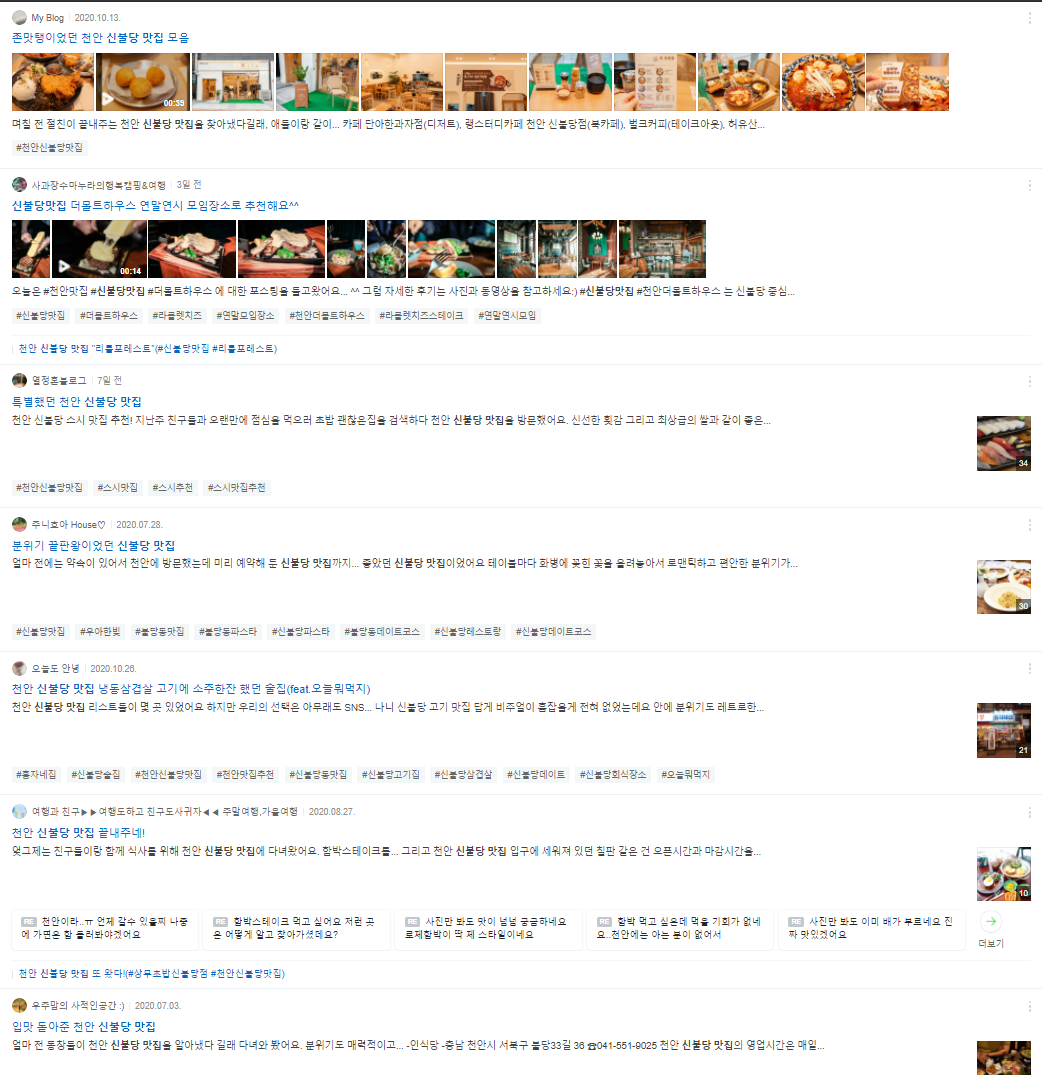 My Blog 2020.10.13.
존맛탱이었던 천안 신불당 맛집 모음
00:39
며칠 전 절친이 끝내주는 천안 신불당 맛집을 찾아냈다길래, 애들이랑 같이... 카페 단아한과자점(디저트), 랭스터디카페 천안 신불당점(북카페), 벌크커피(테이크아웃), 허유산...
#천안신불당맛집
사과장수마누라의행복캠핑&여행 3일 전
신불당맛집 더몰트하우스 연말연시 모임장소로 추천해요^^
00:14
오늘은 #천안맛집 #신불당맛집 #더몰트하우스 에 대한 포스팅을 들고왔어요... ^^ 그럼 자세한 후기는 사진과 동영상을 참고하세요:) #신불당맛집 #천안더몰트하우스 는 신불당 중심...
#신불당맛집 #더몰트하우스 #라클렛치즈 #연말모임장소 #천안더몰트하우스 #라클렛치즈스테이크 #연말연시모임
천안 신불당 맛집 "리틀포레스트"(#신불당맛집 #리틀포레스트)
열정혼블로그 7일 전
특별했던 천안 신불당 맛집
천안 신불당 스시 맛집 추천! 지난주 친구들과 오랜만에 점심을 먹으러 초밥 괜찮은집을 검색하다 천안 신불당 맛집을 방문했어요. 신선한 횟감 그리고 최상급의 쌀과 같이 좋은...
34
#천안신불당맛집 #스시맛집 #스시추천 #스시맛집추천
주니효아 House♡ 2020.07.28.
분위기 끝판왕이었던 신불당 맛집
얼마 전에는 약속이 있어서 천안에 방문했는데 미리 예약해 둔 신불당 맛집까지... 좋았던 신불당 맛집이었어요 테이블마다 화병에 꽂힌 꽃을 올려놓아서 로맨틱하고 편안한 분위기가...
30
#신불당맛집 #우아한빛 #불당동맛집 #불당동파스타 #신불당파스타 #불당동데이트코스 #신불당레스토랑 #신불당데이트코스
오늘도 안녕 2020.10.26.
천안 신불당 맛집 냉동삼겹살 고기에 소주한잔 했던 술집(feat.오늘뭐먹지)
천안 신불당 맛집 리스트들이 몇 곳 있었어요 하지만 우리의 선택은 아무래도 SNS... 나니 신불당 고기 맛집 답게 비주얼이 흠잡을게 전혀 없었는데요 안에 분위기도 레트로한...
21
#홍자네집 #신불당술집 #천안신불당맛집 #천안맛집추천 #신불당동맛집 #신불당고기집 #신불당삼겹살 #신불당데이트 #신불당회식장소 #오늘뭐먹지
여행과 친구▶▶여행도하고 친구도사귀자◀◀ 주말여행,가을여행 2020.08.27.
천안 신불당 맛집 끝내주네!
엊그제는 친구들이랑 함께 식사를 위해 천안 신불당 맛집에 다녀왔어요. 함박스테이크를... 그리고 천안 신불당 맛집 입구에 세워져 있던 칠판 같은 건 오픈시간과 마감시간을...
10
RE 천안이라..ㅠ 언제 갈수 있을찌 나중에 가면은 함 들려봐야겠어요
RE 함박스테이크 먹고 싶어요 저런 곳은 어떻게 알고 찾아가셨데요?
RE 사진만 봐도 맛이 넘넘 궁금하네요 로제함박이 딱 제 스타일이네요
RE 함박 먹고 싶은데 먹을 기회가 없네요..천안에는 아는 분이 없어서
RE 사진만 봐도 이미 배가 부르네요 진짜 맛있겠어요
더보기
천안 신불당 맛집 또 왔다!(#상무초밥신불당점 #천안신불당맛집)
우주맘의 사적인공간 :) 2020.07.03.
입맛 돋아준 천안 신불당 맛집
얼마 전 동창들이 천안 신불당 맛집을 알아냈다 길래 다녀와 봤어요. 분위기도 매력적이고... -인식당 -충남 천안시 서북구 불당33길 36 ☎041-551-9025 천안 신불당 맛집의 영업시간은 매일...